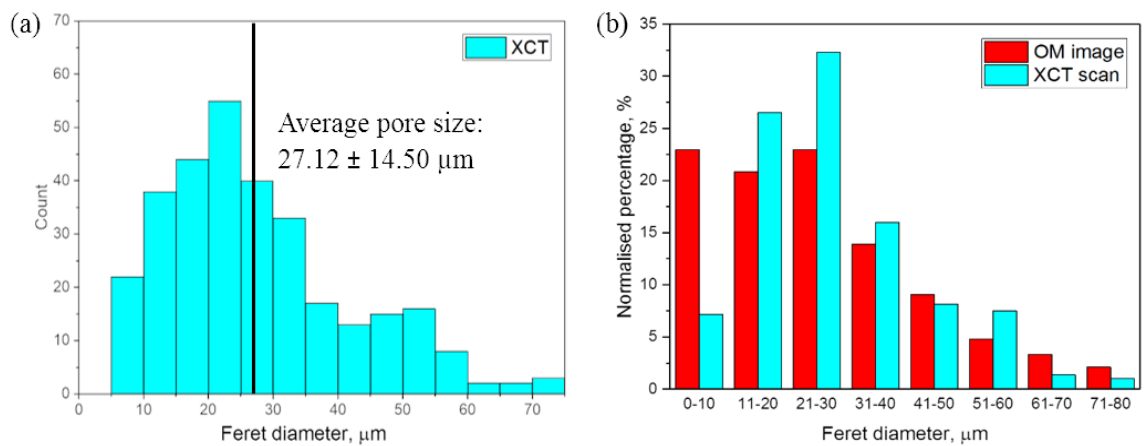 (a)
70
60
50
40
30
20
10
0
Count
XCT
Average pore size:
27.12 ± 14.50 µm
0 10 20 30 40 50 60 70
Feret diameter, µm
(b)
35
30
25
20
15
10
5
0
Normalised percentage, %
OM image
XCT scan
0-10 11-20 21-30 31-40 41-50 51-60 61-70 71-80
Feret diameter, µm